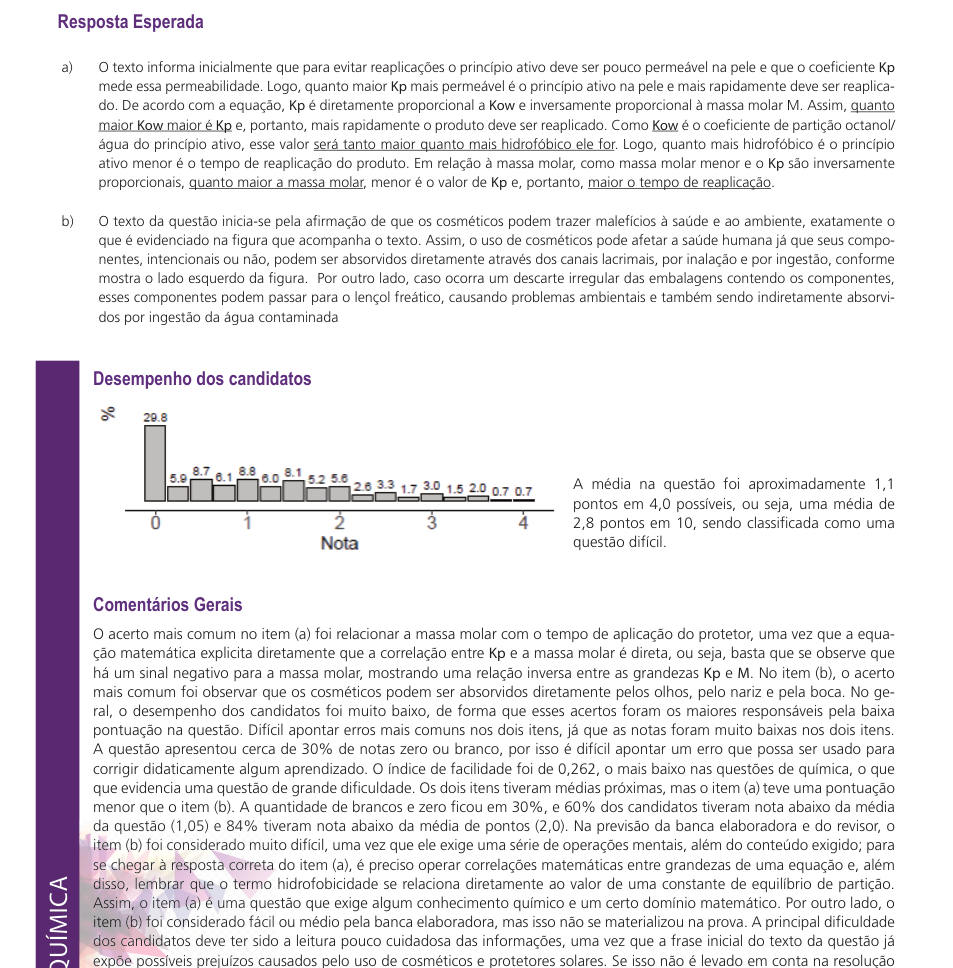 Resposta Esperada
a) O texto informa inicialmente que para evitar reaplicações o princípio ativo deve ser pouco permeável na pele e que o coeficiente Kp
mede essa permeabilidade. Logo, quanto maior Kp mais permeável é o princípio ativo na pele e mais rapidamente deve ser reaplica-
do. De acordo com a equação, Kp é diretamente proporcional a Kow e inversamente proporcional à massa molar M. Assim, quanto
maior Kow maior é Kp e, portanto, mais rapidamente o produto deve ser reaplicado. Como Kow é o coeficiente de partição octanol/
água do princípio ativo, esse valor será tanto maior quanto mais hidrofóbico ele for. Logo, quanto mais hidrofóbico é o princípio
ativo menor é o tempo de reaplicação do produto. Em relação à massa molar, como massa molar menor e o Kp são inversamente
proporcionais, quanto maior a massa molar, menor é o valor de Kp e, portanto, maior o tempo de reaplicação.
b) O texto da questão inicia-se pela afirmação de que os cosméticos podem trazer malefícios à saúde e ao ambiente, exatamente o
que é evidenciado na figura que acompanha o texto. Assim, o uso de cosméticos pode afetar a saúde humana já que seus compo-
nentes, intencionais ou não, podem ser absorvidos diretamente através dos canais lacrimais, por inalação e por ingestão, conforme
mostra o lado esquerdo da figura. Por outro lado, caso ocorra um descarte irregular das embalagens contendo os componentes,
esses componentes podem passar para o lençol freático, causando problemas ambientais e também sendo indiretamente absorvi-
dos por ingestão da água contaminada
Desempenho dos candidatos
%
29.8 5.9 8.7 6.1 8.8 6.0 8.1 5.2 5.6 2.6 3.3 1.7 3.0 1.5 2.0 0.7 0.7
0 1 2 3 4
Nota
A média na questão foi aproximadamente 1,1
pontos em 4,0 possíveis, ou seja, uma média de
2,8 pontos em 10, sendo classificada como uma
questão difícil.
Comentários Gerais
O acerto mais comum no item (a) foi relacionar a massa molar com o tempo de aplicação do protetor, uma vez que a equa-
ção matemática explicita diretamente que a correlação entre Kp e a massa molar é direta, ou seja, basta que se observe que
há um sinal negativo para a massa molar, mostrando uma relação inversa entre as grandezas Kp e M. No item (b), o acerto
mais comum foi observar que os cosméticos podem ser absorvidos diretamente pelos olhos, pelo nariz e pela boca. No ge-
ral, o desempenho dos candidatos foi muito baixo, de forma que esses acertos foram os maiores responsáveis pela baixa
pontuação na questão. Difícil apontar erros mais comuns nos dois itens, já que as notas foram muito baixas nos dois itens.
A questão apresentou cerca de 30% de notas zero ou branco, por isso é difícil apontar um erro que possa ser usado para
corrigir didaticamente algum aprendizado. O índice de facilidade foi de 0,262, o mais baixo nas questões de química, o que
que evidencia uma questão de grande dificuldade. Os dois itens tiveram médias próximas, mas o item (a) teve uma pontuação
menor que o item (b). A quantidade de brancos e zero ficou em 30%, e 60% dos candidatos tiveram nota abaixo da média
da questão (1,05) e 84% tiveram nota abaixo da média de pontos (2,0). Na previsão da banca elaboradora e do revisor, o
item (b) foi considerado muito difícil, uma vez que ele exige uma série de operações mentais, além do conteúdo exigido; para
se chegar à resposta correta do item (a), é preciso operar correlações matemáticas entre grandezas de uma equação e, além
disso, lembrar que o termo hidrofobicidade se relaciona diretamente ao valor de uma constante de equilíbrio de partição.
Assim, o item (a) é uma questão que exige algum conhecimento químico e um certo domínio matemático. Por outro lado, o
item (b) foi considerado fácil ou médio pela banca elaboradora, mas isso não se materializou na prova. A principal dificuldade
dos candidatos deve ter sido a leitura pouco cuidadosa das informações, uma vez que a frase inicial do texto da questão já
expõe possíveis prejuízos causados pelo uso de cosméticos e protetores solares. Se isso não é levado em conta na resolução
QUÍMICA